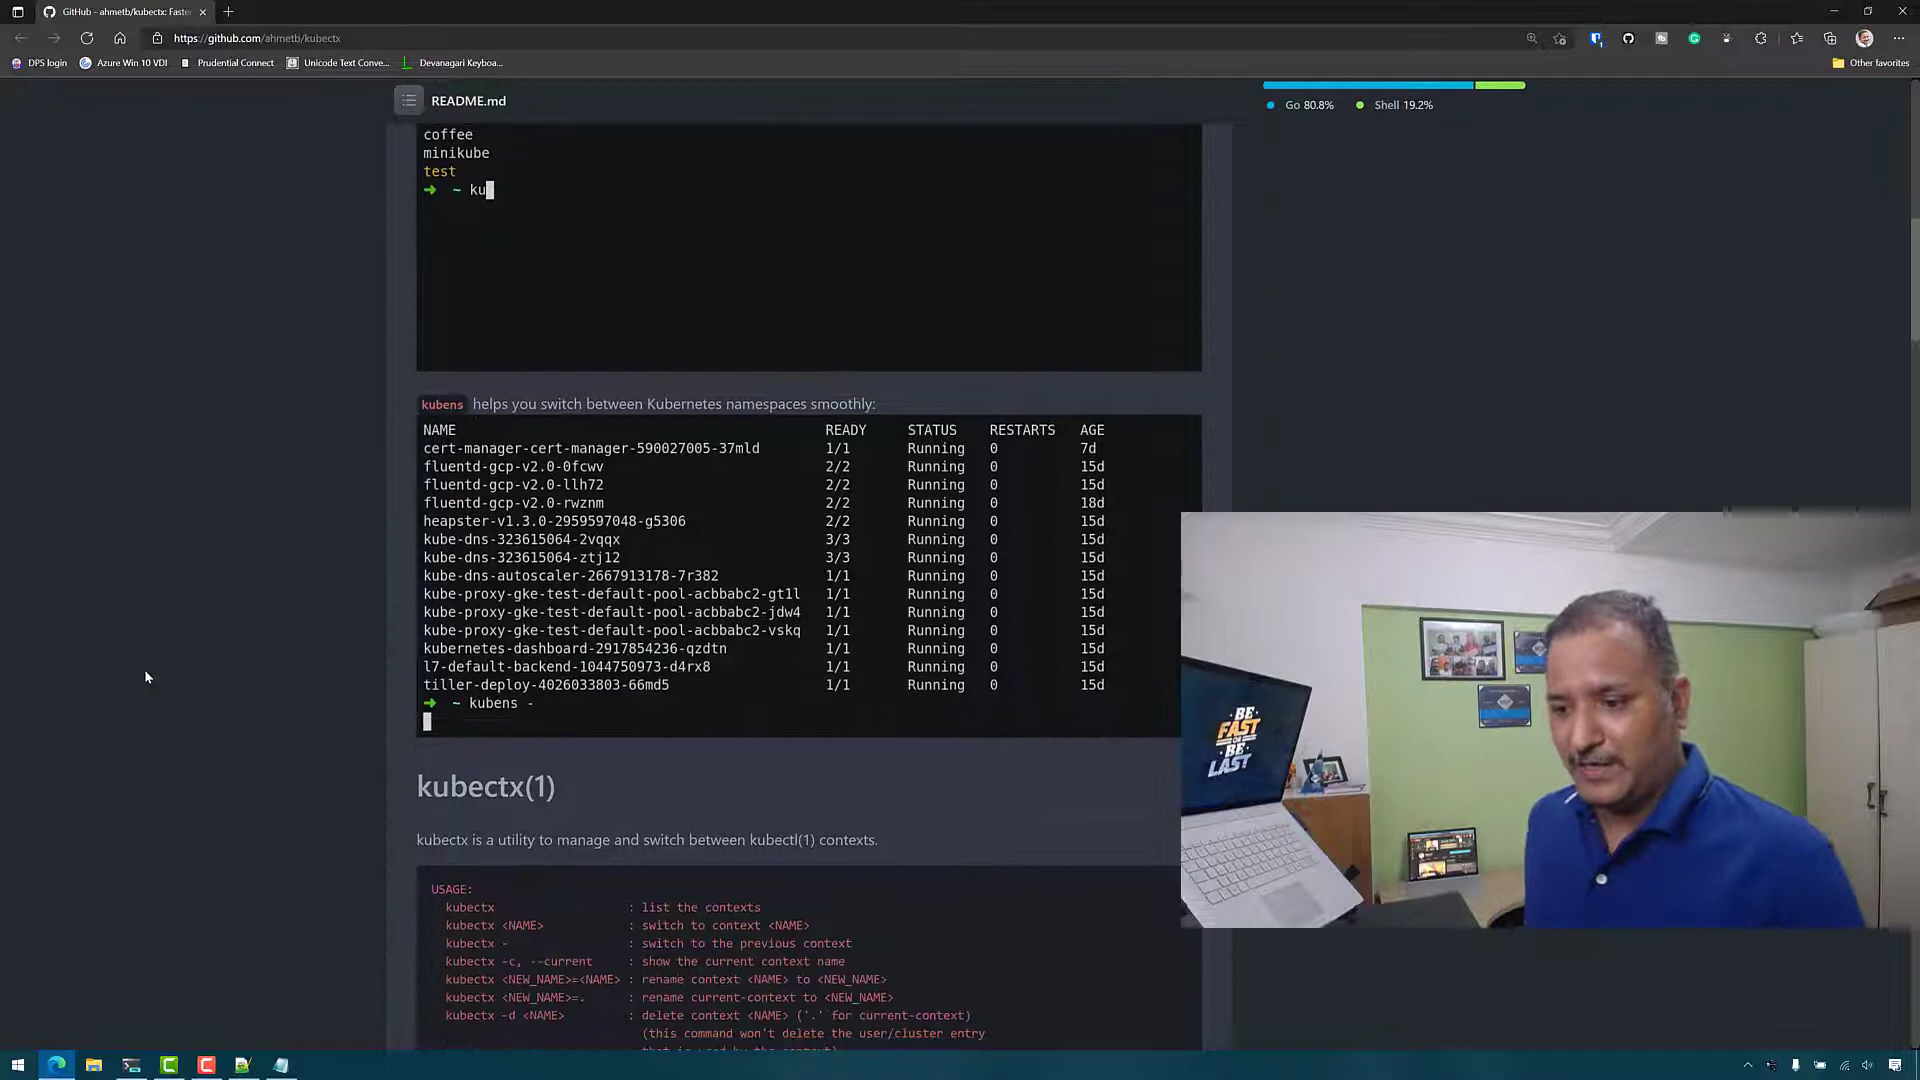 GitHub - ahmetb/kubectx: Faste
https://github.com/ahmetb/kubectx
DPS login
Azure Win 10 VDI
Prudential Connect
Unicode Text Conve...
Devanagari Keyboa...
Other favorites
README.md
Go 80.8%
Shell 19.2%
coffee
minikube
test
➜ ~ ku
kubens helps you switch between Kubernetes namespaces smoothly:
NAME READY STATUS RESTARTS AGE
cert-manager-cert-manager-590027005-37mld 1/1 Running 0 7d
fluentd-gcp-v2.0-0fcwv 2/2 Running 0 15d
fluentd-gcp-v2.0-llh72 2/2 Running 0 15d
fluentd-gcp-v2.0-rwznm 2/2 Running 0 18d
heapster-v1.3.0-2959597048-g5306 2/2 Running 0 15d
kube-dns-323615064-2vqqx 3/3 Running 0 15d
kube-dns-323615064-ztj12 3/3 Running 0 15d
kube-dns-autoscaler-2667913178-7r382 1/1 Running 0 15d
kube-proxy-gke-test-default-pool-acbbabc2-gt1l 1/1 Running 0 15d
kube-proxy-gke-test-default-pool-acbbabc2-jdw4 1/1 Running 0 15d
kube-proxy-gke-test-default-pool-acbbabc2-vskq 1/1 Running 0 15d
kubernetes-dashboard-2917854236-qzdtn 1/1 Running 0 15d
l7-default-backend-1044750973-d4rx8 1/1 Running 0 15d
tiller-deploy-4026033803-66md5 1/1 Running 0 15d
➜ ~ kubens -
kubectx(1)
kubectx is a utility to manage and switch between kubectl(1) contexts.
USAGE:
kubectx : list the contexts
kubectx <NAME> : switch to context <NAME>
kubectx - : switch to the previous context
kubectx -c, --current : show the current context name
kubectx <NEW_NAME>=<NAME> : rename context <NAME> to <NEW_NAME>
kubectx <NEW_NAME>=. : rename current-context to <NEW_NAME>
kubectx -d <NAME> : delete context <NAME> ('.' for current-context)
(this command won't delete the user/cluster entry
BE
FAST
OR
BE
LAST